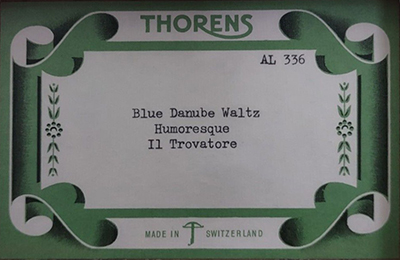 THORENS
AL 336
Blue Danube Waltz
Humoresque
Il Trovatore
MADE IN SWITZERLAND